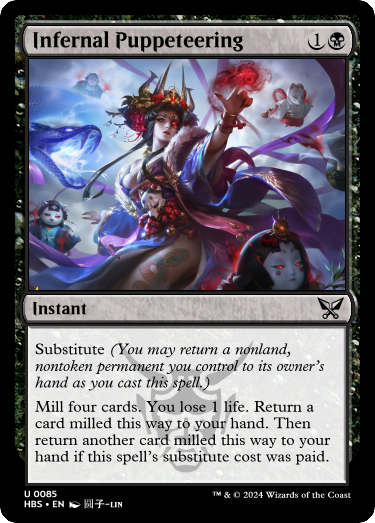 Infernal Puppeteering 1
Instant
Substitute (You may return a nonland,
nontoken permanent you control to its owner's
hand as you cast this spell.)
Mill four cards. You lose 1 life. Return a
card milled this way to your hand. Then
return another card milled this way to your
hand if this spell's substitute cost was paid.
U 0085
HBS • EN 圆子-LIN
™ & © 2024 Wizards of the Coast